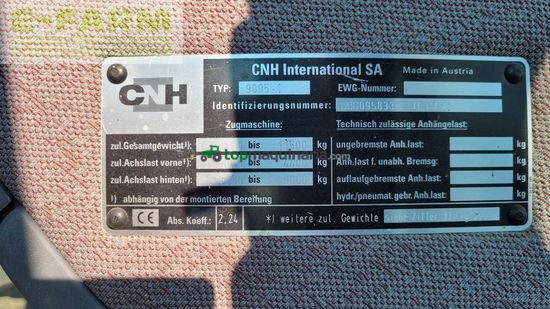 E-FARM
CNH International SA
Made in Austria
CNH
TYP:
EWG-Nummer:
Identifizierungsnummer:
Zugmaschine:
Technisch zulässige Anhängelast:
zul.Gesamtgewicht¹): bis kg
ungebremste Anh.last: kg
topmaquinaria.com
zul.Achslast vorne¹): bis kg
Anh.last f. unabh. Bremsg: kg
zul.Achslast hinten¹): bis kg
auflaufgebremste Anh.last: kg
¹) abhängig von der montierten Bereifung
hydr./pneumat.gebr. Anh.last: kg
CE Abs. Koeff.: 2,24 *) weitere zul. Gewichte siehe Ziffer